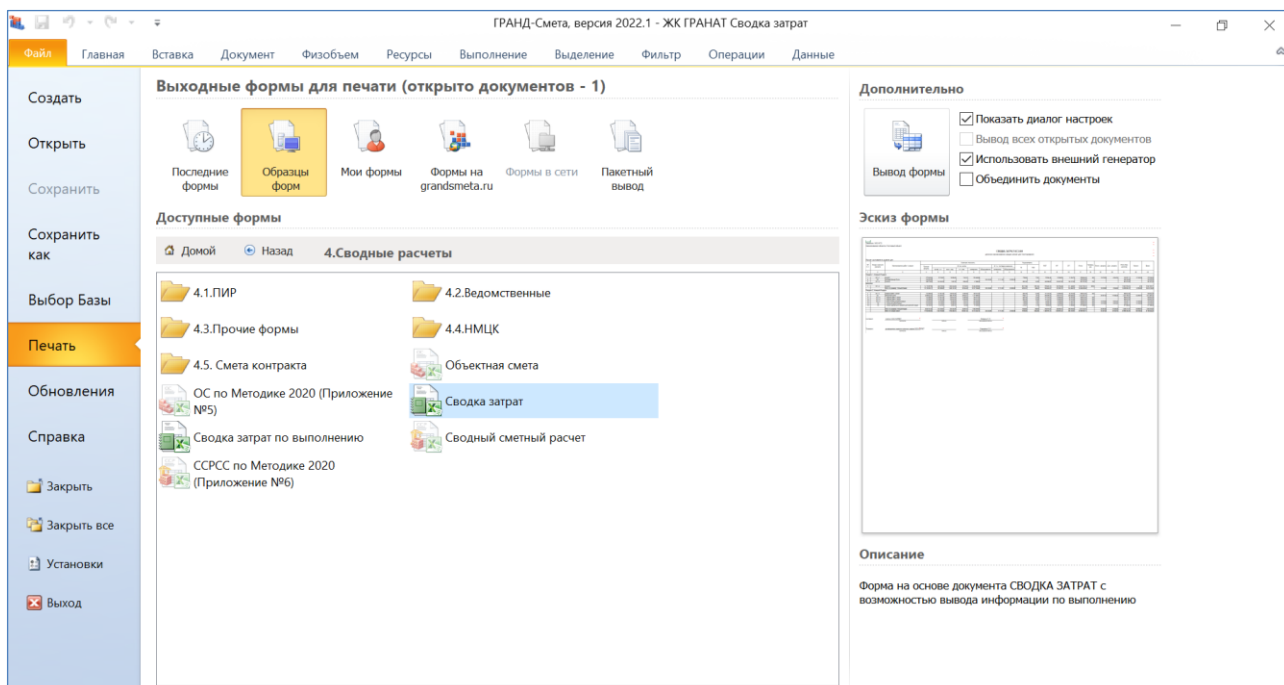 ГРАНД-Смета, версия 2022.1 - ЖК ГРАНАТ Сводка затрат
Файл Главная Вставка Документ Физобъем Ресурсы Выполнение Выделение Фильтр Операции Данные
Создать
Открыть
Сохранить
Сохранить
как
Выбор Базы
Печать
Обновления
Справка
Закрыть
Закрыть все
Установки
Выход
Выходные формы для печати (открыто документов - 1)
Последние
формы
Образцы
форм
Мои формы
Формы на
grandsmeta.ru
Формы в сети
Пакетный
вывод
Доступные формы
Домой Назад 4.Сводные расчеты
4.1.ПИР
4.2.Ведомственные
4.3.Прочие формы
4.4.НМЦК
4.5. Смета контракта
Объектная смета
ОС по Методике 2020 (Приложение
№5)
Сводка затрат
Сводка затрат по выполнению
Сводный сметный расчет
ССРСС по Методике 2020
(Приложение №6)
Дополнительно
Вывод формы
Показать диалог настроек
Вывод всех открытых документов
Использовать внешний генератор
Объединить документы
Эскиз формы
Описание
Форма на основе документа СВОДКА ЗАТРАТ с
возможностью вывода информации по выполнению